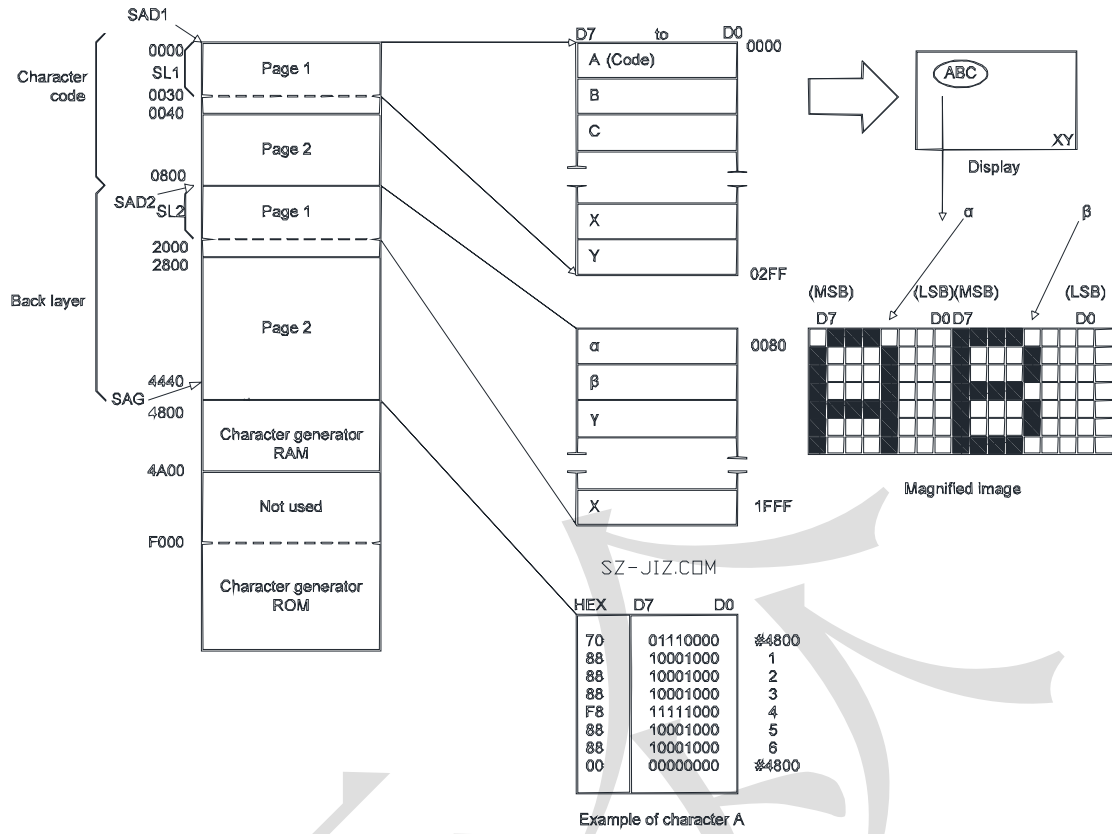 SAD1
0000
SL1
0030
0040
0800
SAD2
SL2
2000
2800
4440
SAG
4800
4A00
F000
Character
code
Back layer
Page 1
Page 2
Page 1
Page 2
Character generator
RAM
Not used
Character generator
ROM
D7 to D0
0000
A (Code)
B
C
X
Y
02FF
α
0080
β
Y
X
1FFF
ABC
XY
Display
α β
(MSB) (LSB)(MSB) (LSB)
D7 D0 D7 D0
Magnified image
SZ-JIZ.COM
HEX D7 D0
70 01110000 #4800
88 10001000 1
88 10001000 2
88 10001000 3
F8 11111000 4
88 10001000 5
88 10001000 6
00 00000000 #4800
Example of character A